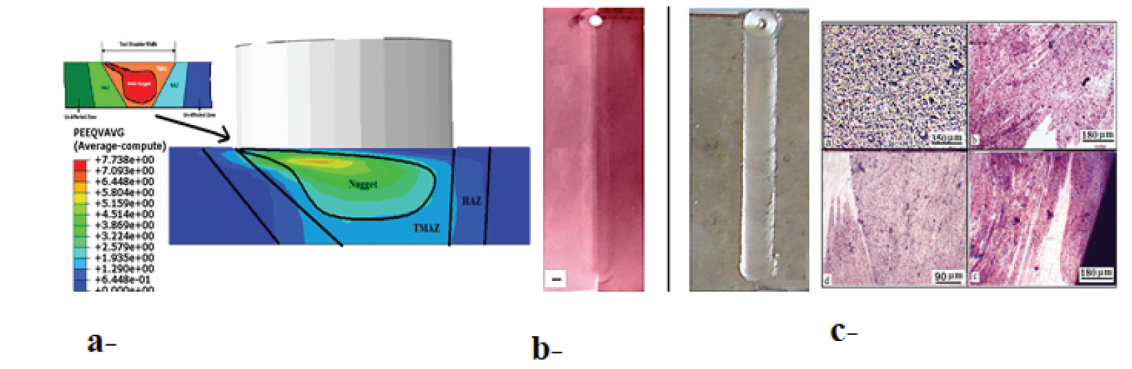 Tool Shoulder Width
TMAZ
HAZ
Weld Nugget
HAZ
Un-Affected Zone
Un-Affected Zone
PEEQVAVG
(Average-compute)
+7.738e+00
+7.093e+00
+6.448e+00
+5.804e+00
+5.159e+00
+4.514e+00
+3.869e+00
+3.224e+00
+2.579e+00
+1.935e+00
+1.290e+00
+6.448e-01
+0.000e+00
Nugget
HAZ
TMAZ
350 µm
b
180 µm
d
90 µm
c
180 µm
a-
b-
c-